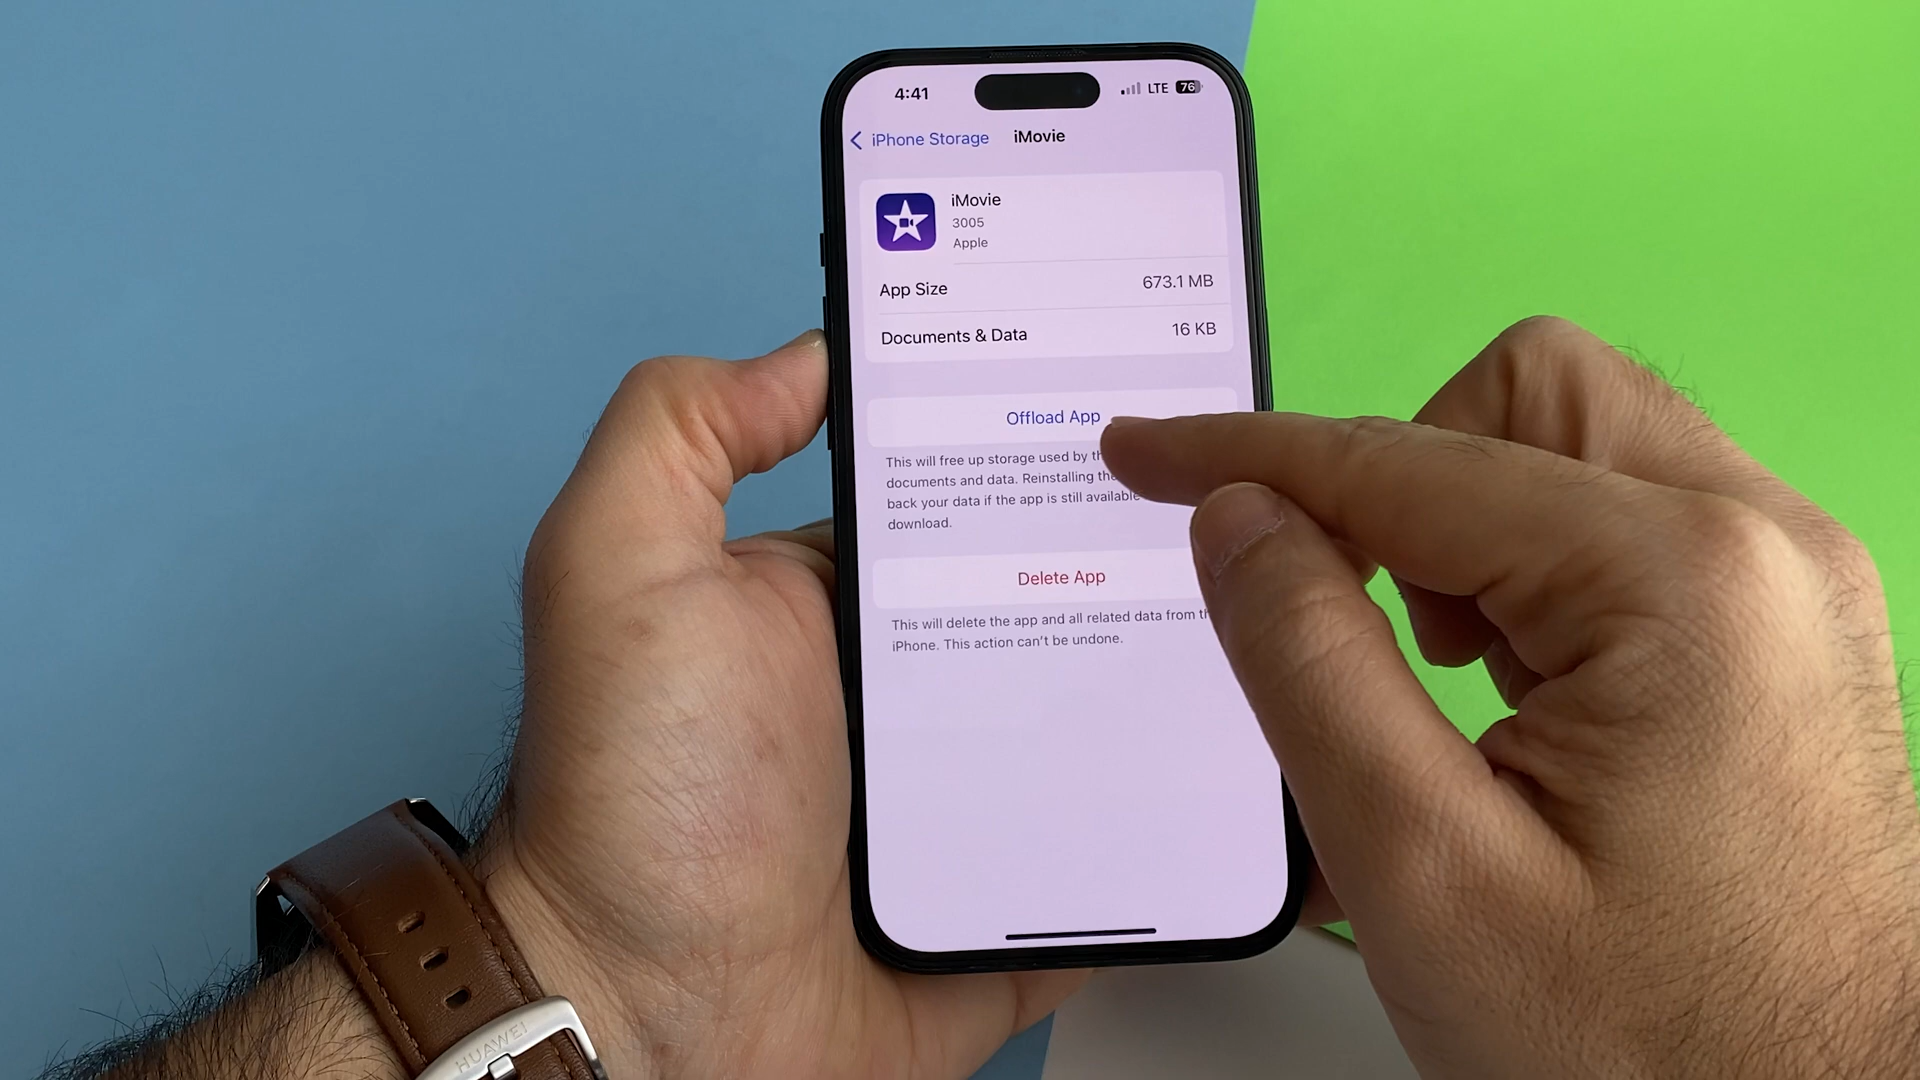 4:41 LTE 76
iPhone Storage iMovie
iMovie
3005
Apple
App Size 673.1 MB
Documents & Data 16 KB
Offload App
This will free up storage used by
documents and data. Reinstalling
back your data if the app is still available
download.
Delete App
This will delete the app and all related data from
iPhone. This action can't be undone.
HUAWEI